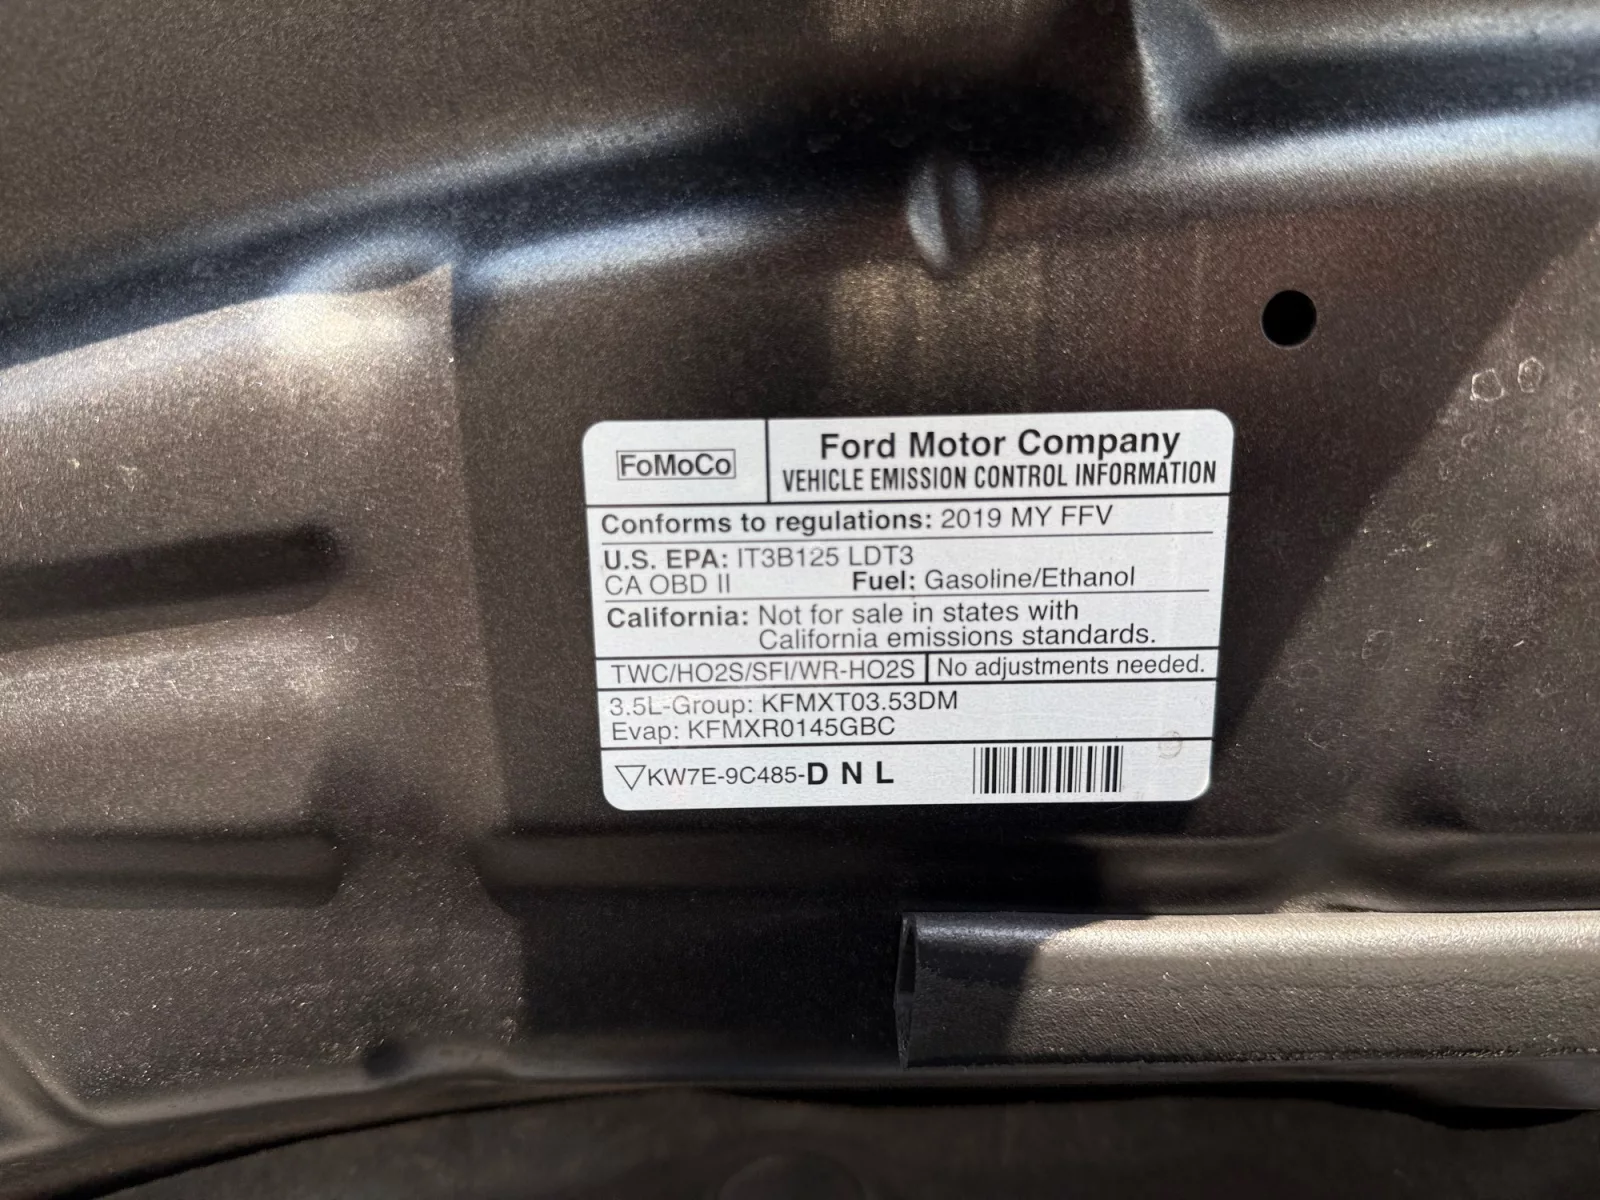 FoMoCo
Ford Motor Company
VEHICLE EMISSION CONTROL INFORMATION
Conforms to regulations: 2019 MY FFV
U.S. EPA: IT3B125 LDT3
CA OBD II Fuel: Gasoline/Ethanol
California: Not for sale in states with
California emissions standards.
TWC/HO2S/SFI/WR-HO2S No adjustments needed.
3.5L-Group: KFMXT03.53DM
Evap: KFMXR0145GBC
KW7E-9C485-D N L